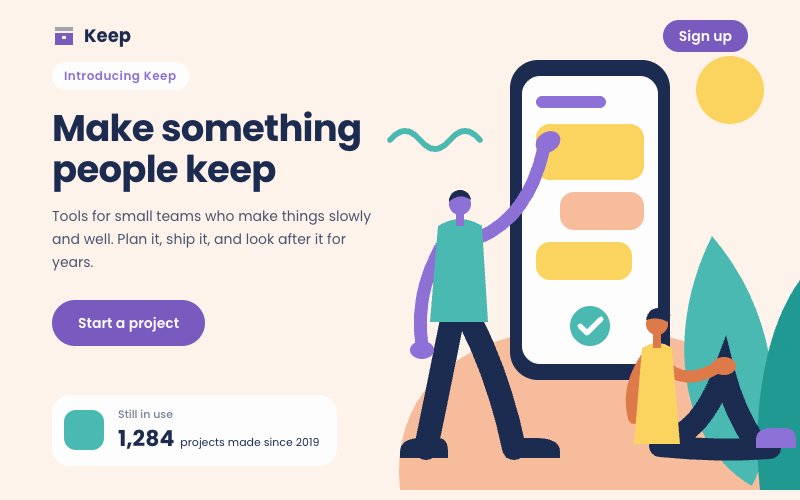 Keep
Sign up
Introducing Keep
Make something
people keep
Tools for small teams who make things slowly
and well. Plan it, ship it, and look after it for
years.
Start a project
Still in use
1,284 projects made since 2019